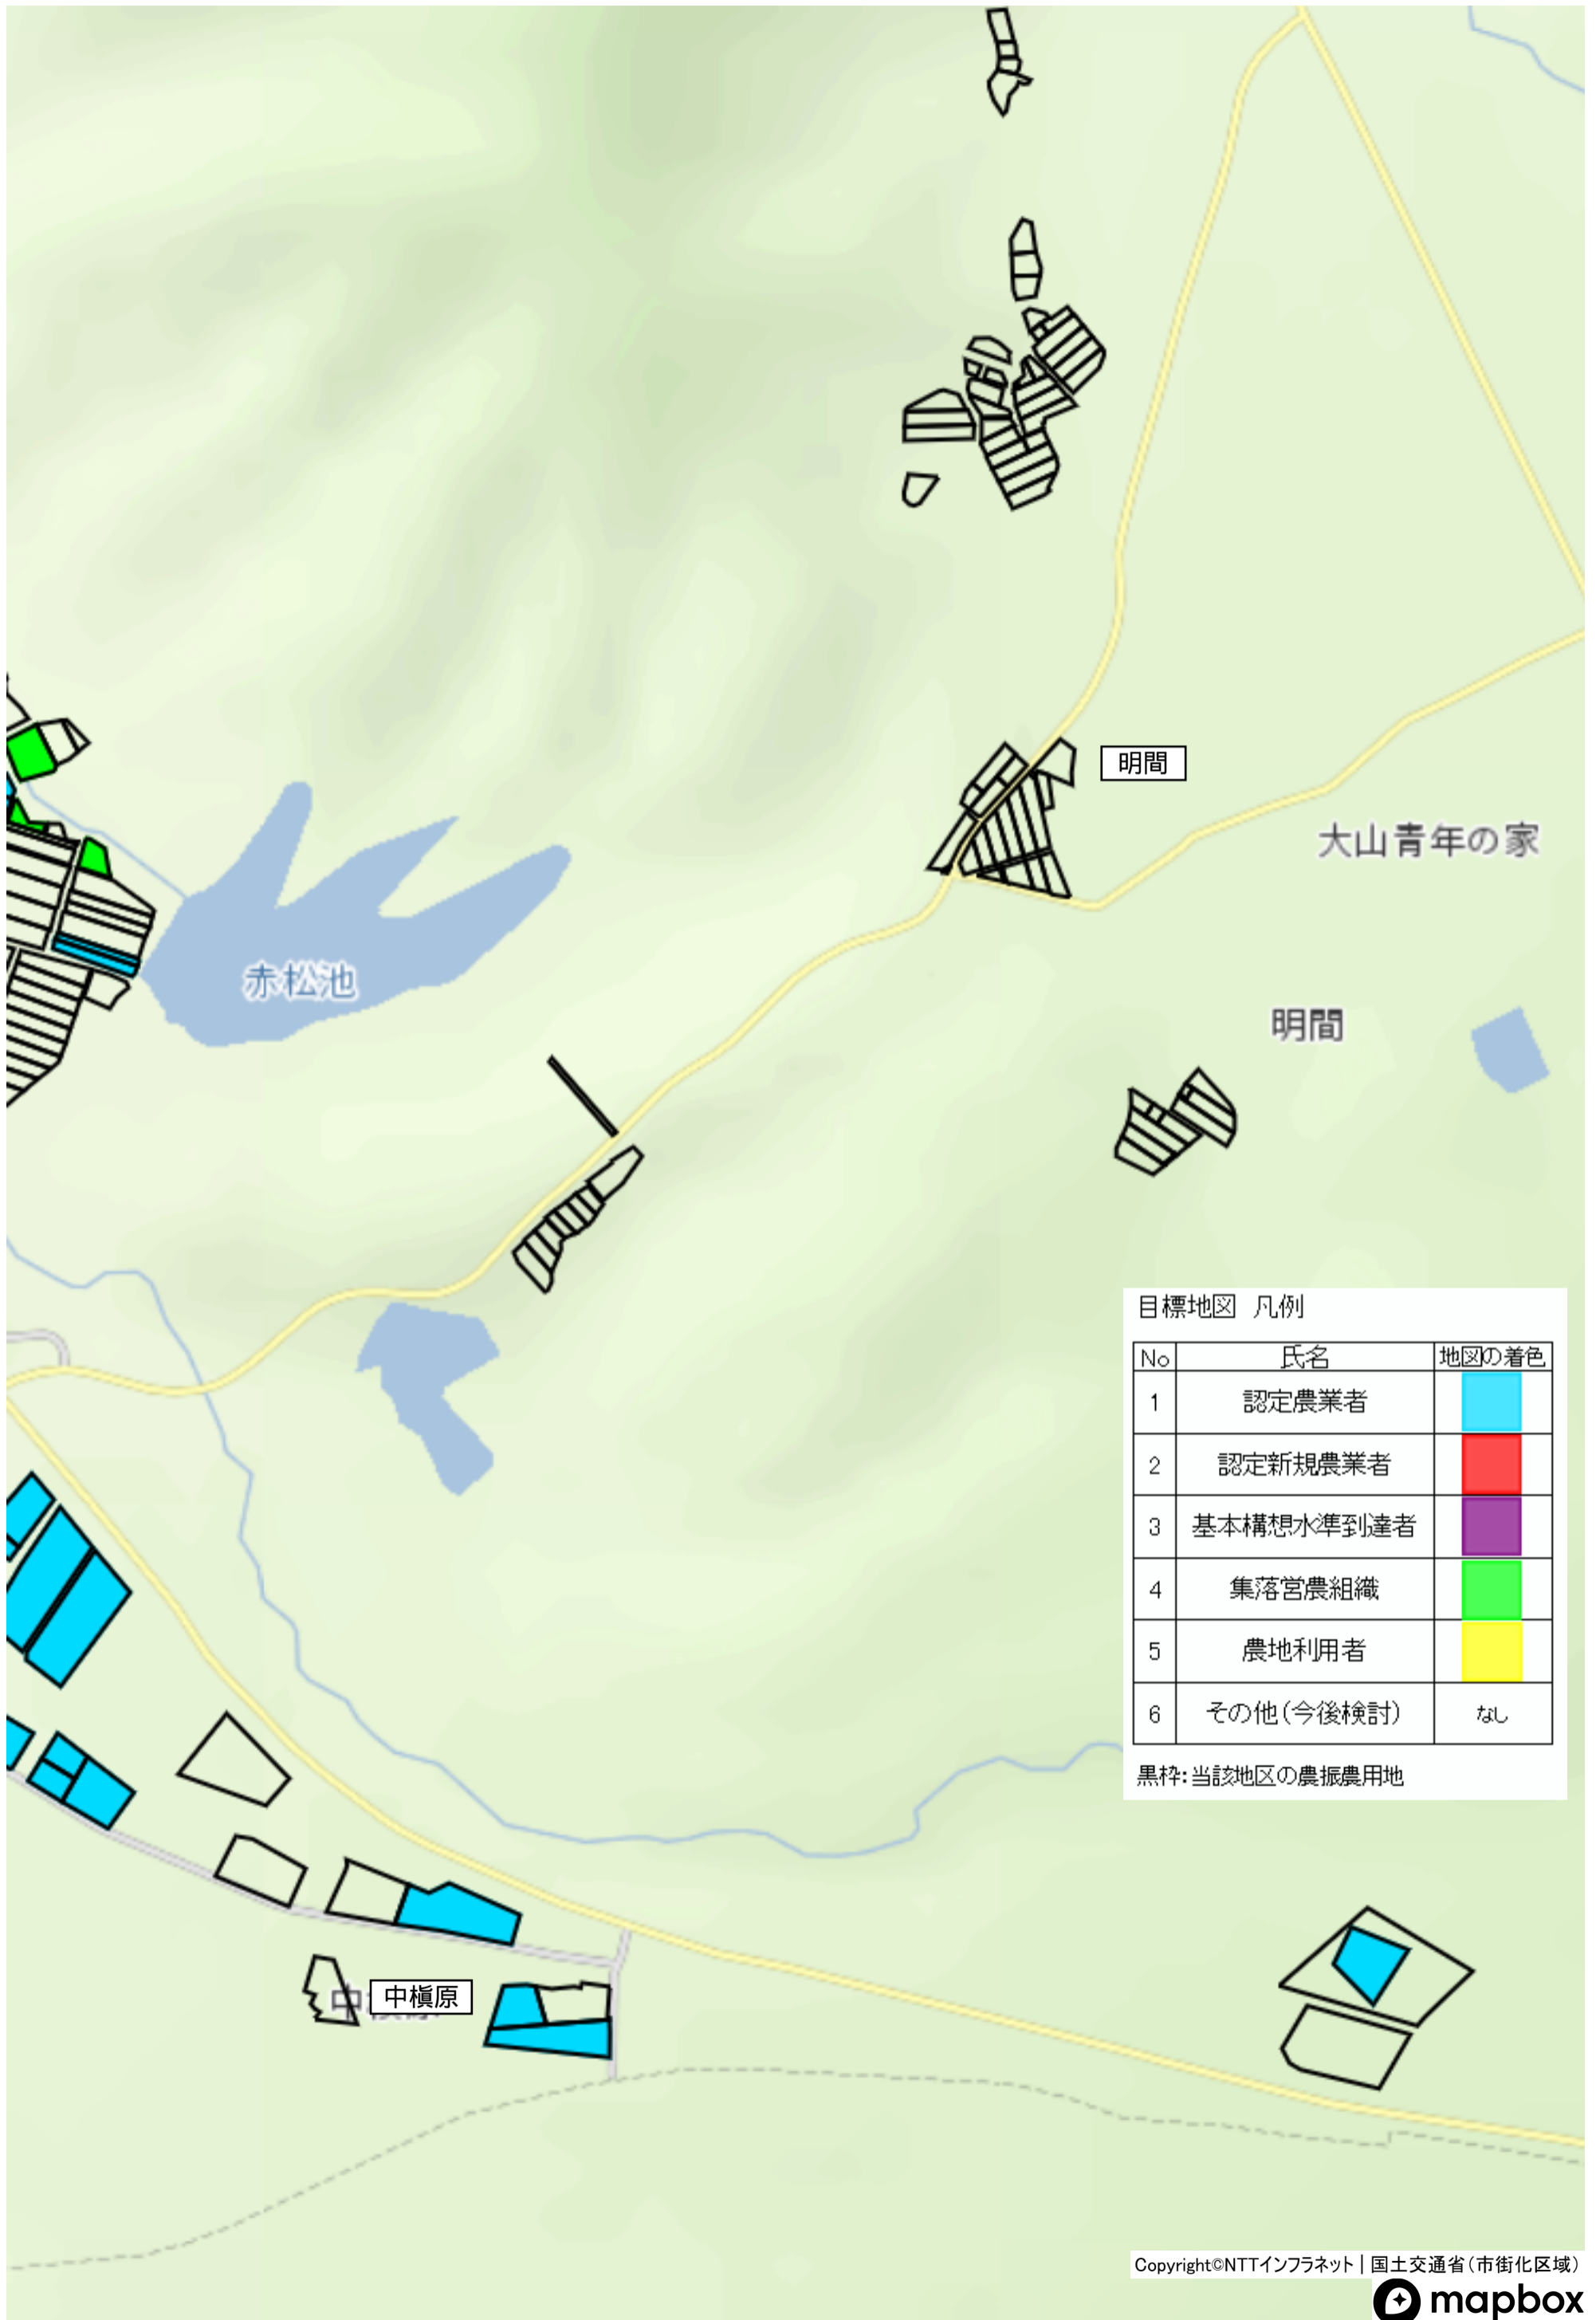 明間
大山青年の家
赤松池
明間
目標地図 凡例
No 氏名 地図の着色
1 認定農業者
2 認定新規農業者
3 基本構想水準到達者
4 集落営農組織
5 農地利用者
6 その他(今後検討) なし
黒枠:当該地区の農振農用地
中
中槇原
Copyright©NTTインフラネット | 国土交通省(市街化区域)
mapbox